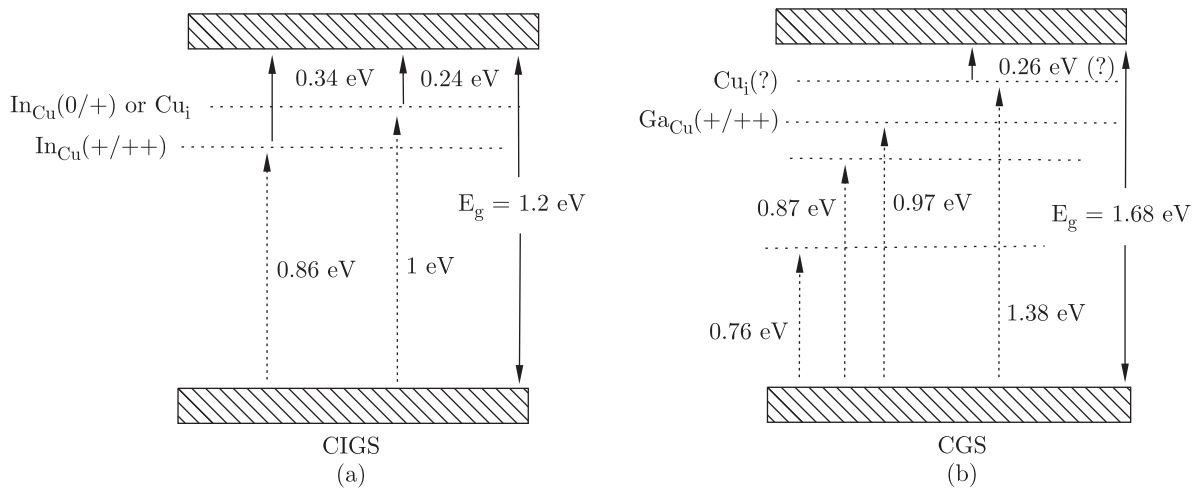 0.34 eV
0.24 eV
In_Cu(0/+) or Cu_i
In_Cu(+/++)
E_g = 1.2 eV
0.86 eV
1 eV
CIGS
(a)
0.26 eV (?)
Cu_i(?)
Ga_Cu(+/++)
0.87 eV
0.97 eV
E_g = 1.68 eV
0.76 eV
1.38 eV
CGS
(b)